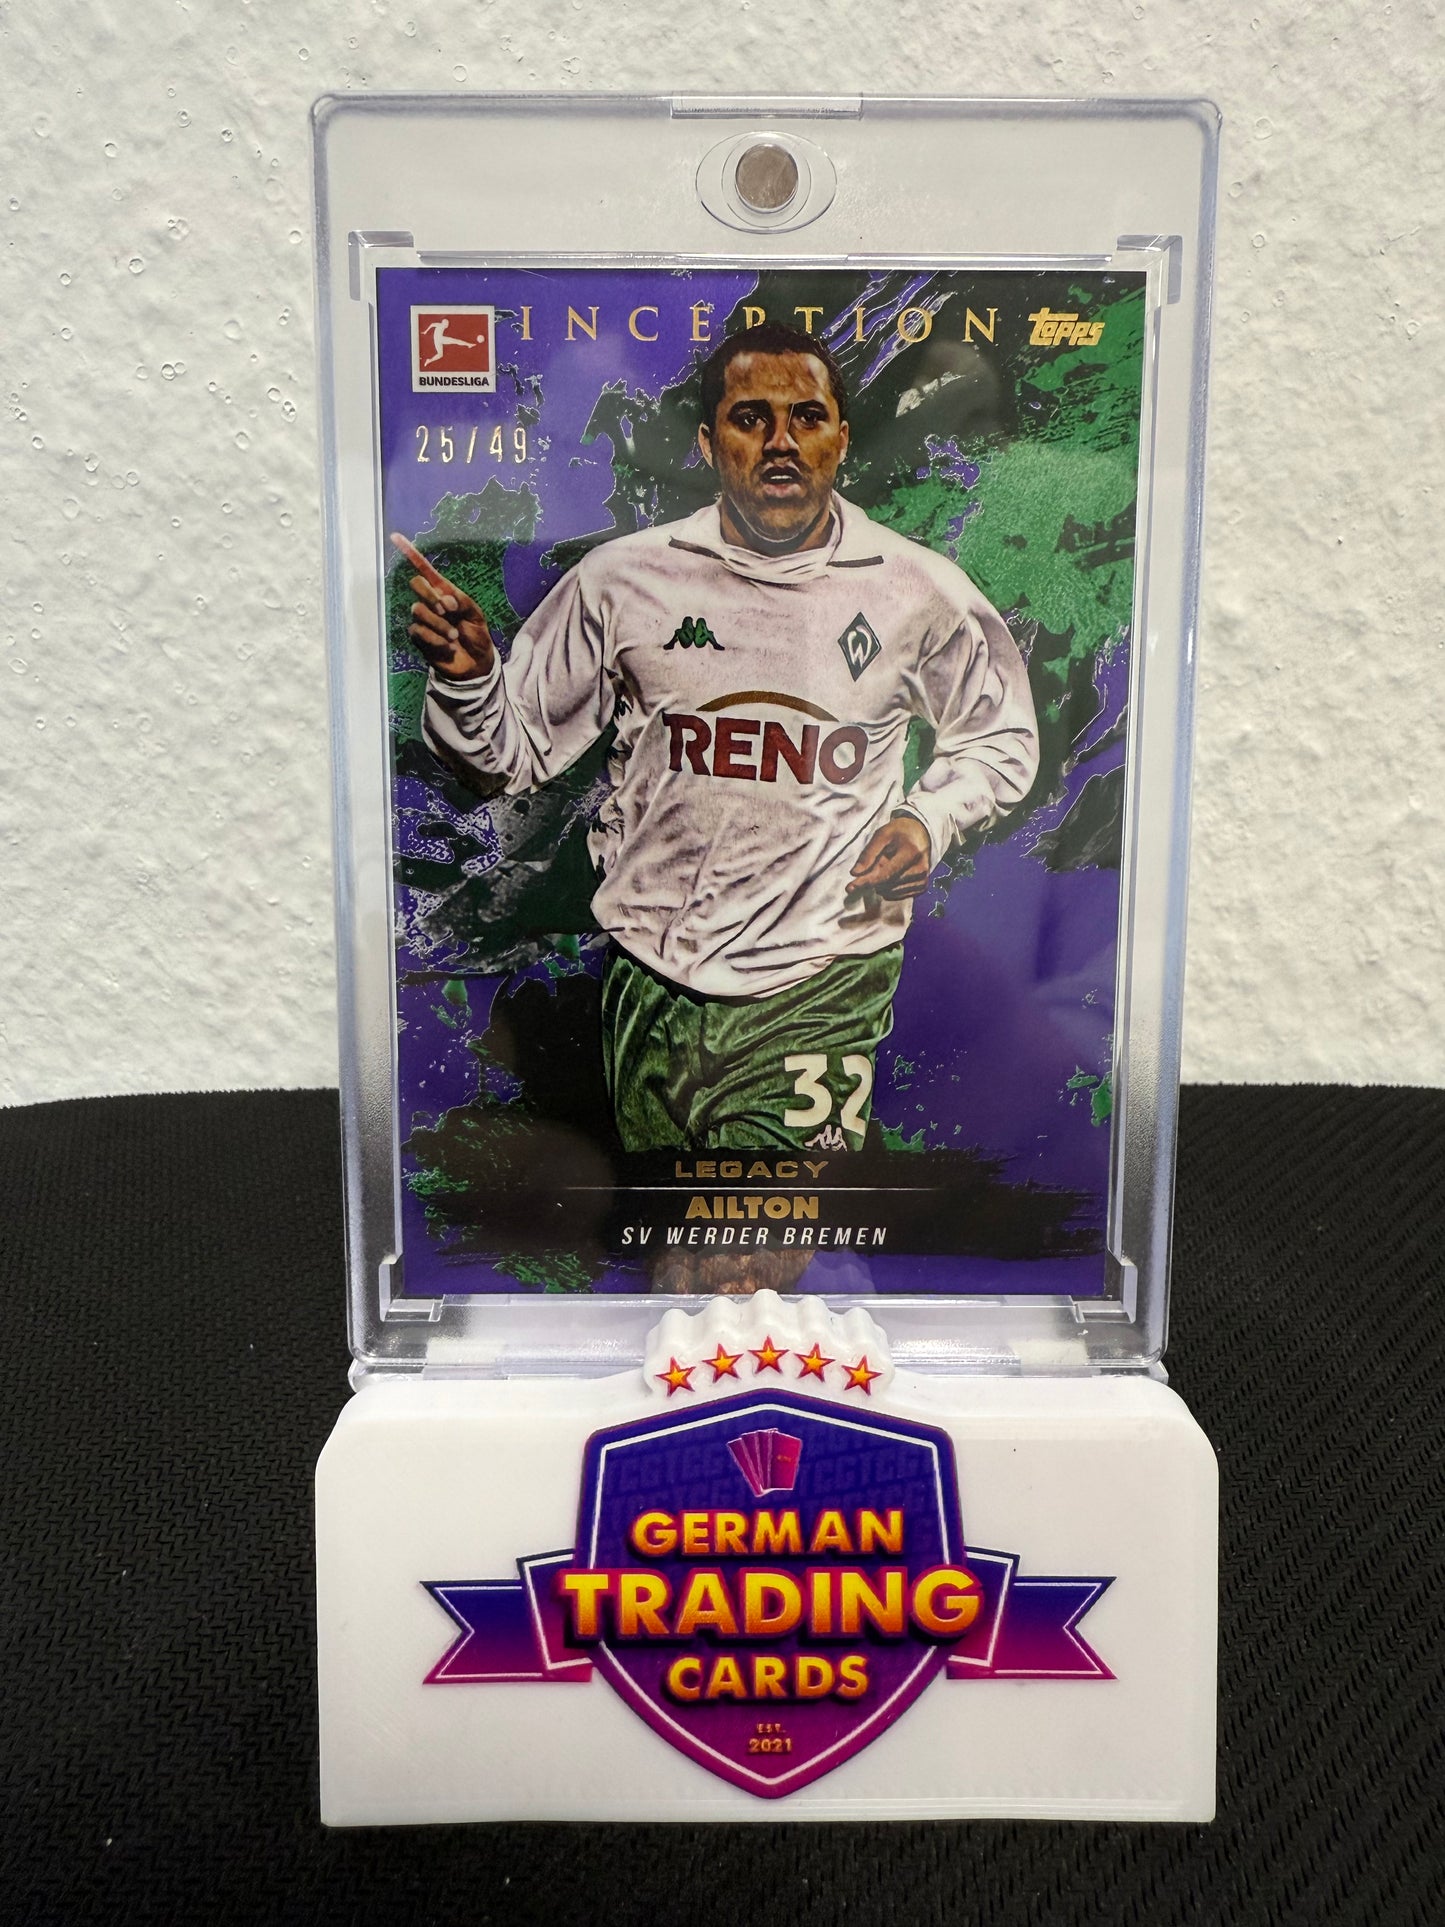 BUNDESLIGA
INCEPTION
topps
25/49
RENO
32
LEGACY
AILTON
SV WERDER BREMEN
GERMAN
TRADING
CARDS
EST.
2021